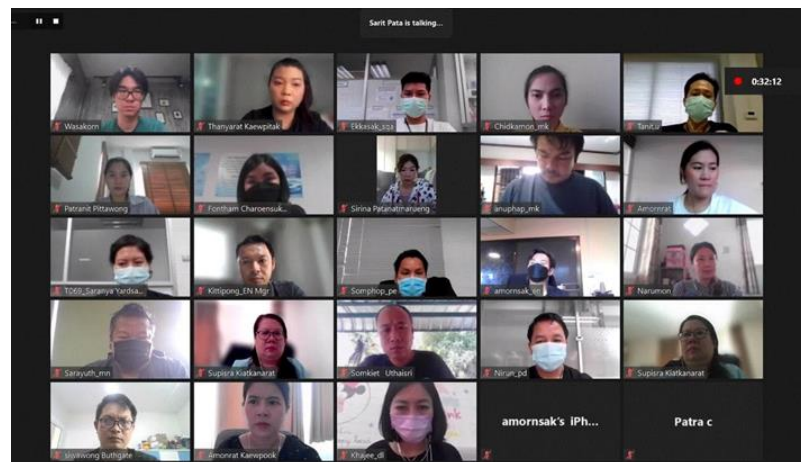 Sarit Pata is talking...
0:32:12
Wasakorn
Thanyarat Kaewpitak
Ekkasak_sqa
Chidkamon_mk
Tanit.u
Patranit Pittawong
Fontham Charoensuk...
Sirina Patanatmarueng
anuphap_mk
Amornrat
T069_Saranya Yardsa...
Kittipong_EN Mgr
Somphop_pe
Narumon
Sarayuth_mn
Supisra Kiatkanarat
Somkiet Uthaisri
Nirun_pd
Supisra Kiatkanarat
Buthgate
Amonrat Kaewpook
Khajee_dl
amornsak's iPh...
Patra c